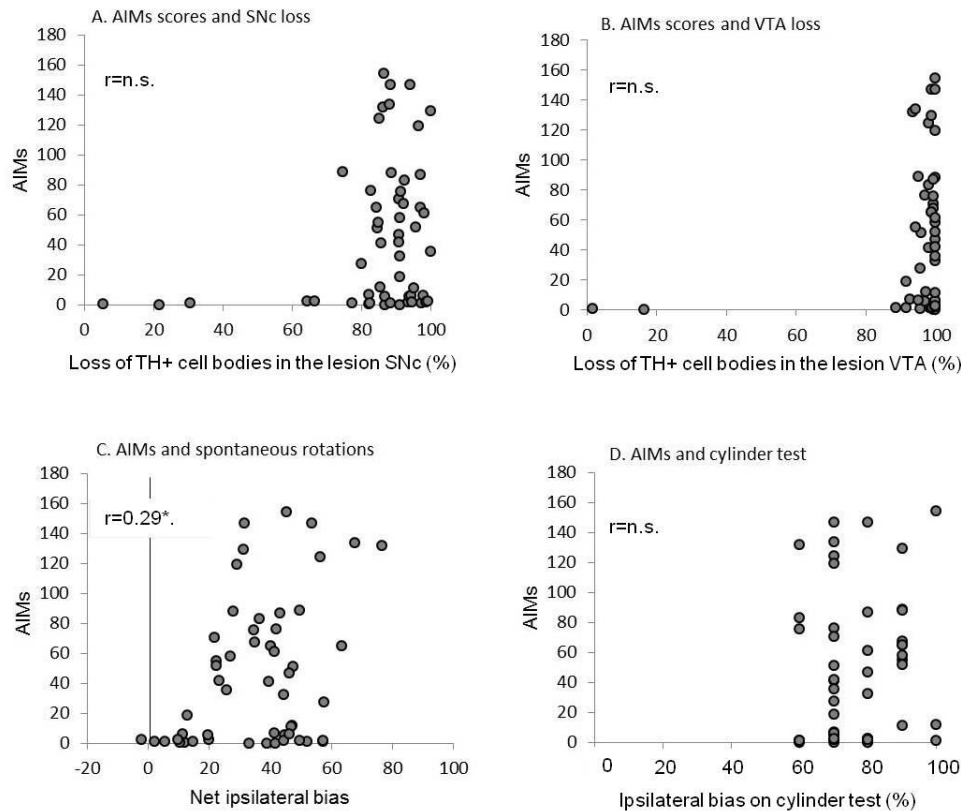 A. AIMs scores and SNc loss
180
160
140
120
100
80
60
40
20
0
AIMs
r=n.s.
0 20 40 60 80 100
Loss of TH+ cell bodies in the lesion SNc (%)
B. AIMs scores and VTA loss
180
160
140
120
100
80
60
40
20
0
AIMs
r=n.s.
0 20 40 60 80 100
Loss of TH+ cell bodies in the lesion VTA (%)
C. AIMs and spontaneous rotations
180
160
140
120
100
80
60
40
20
0
AIMs
r=0.29*.
-20 0 20 40 60 80 100
Net ipsilateral bias
D. AIMs and cylinder test
180
160
140
120
100
80
60
40
20
0
AIMs
r=n.s.
0 20 40 60 80 100
Ipsilateral bias on cylinder test (%)